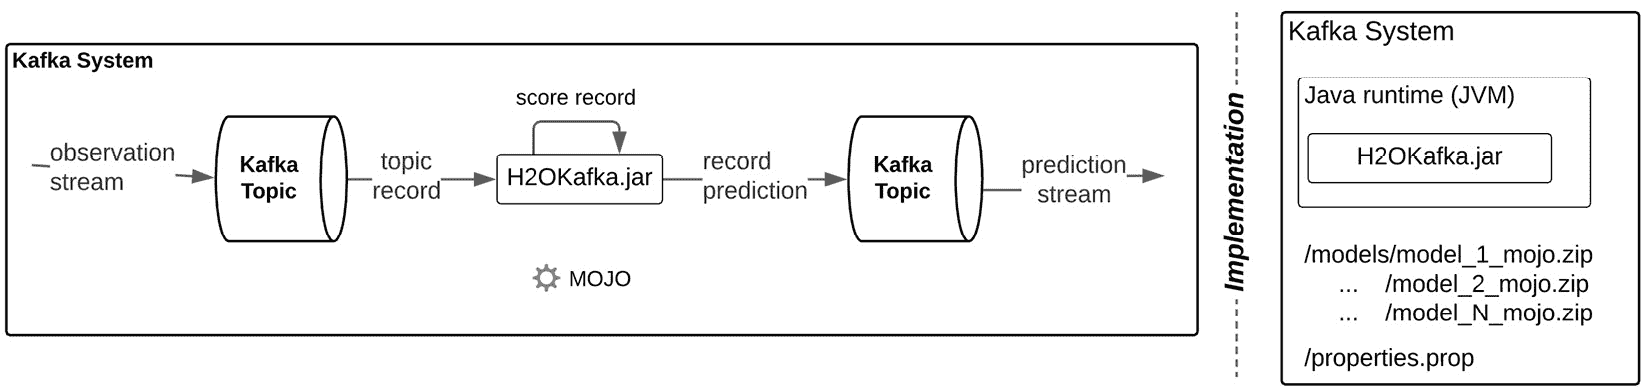 Kafka System
observation
stream
Kafka
Topic
topic
record
score record
H2OKafka.jar
MOJO
record
prediction
Kafka
Topic
prediction
stream
Implementation
Kafka System
Java runtime (JVM)
H2OKafka.jar
/models/model_1_mojo.zip
... /model_2_mojo.zip
... /model_N_mojo.zip
/properties.prop